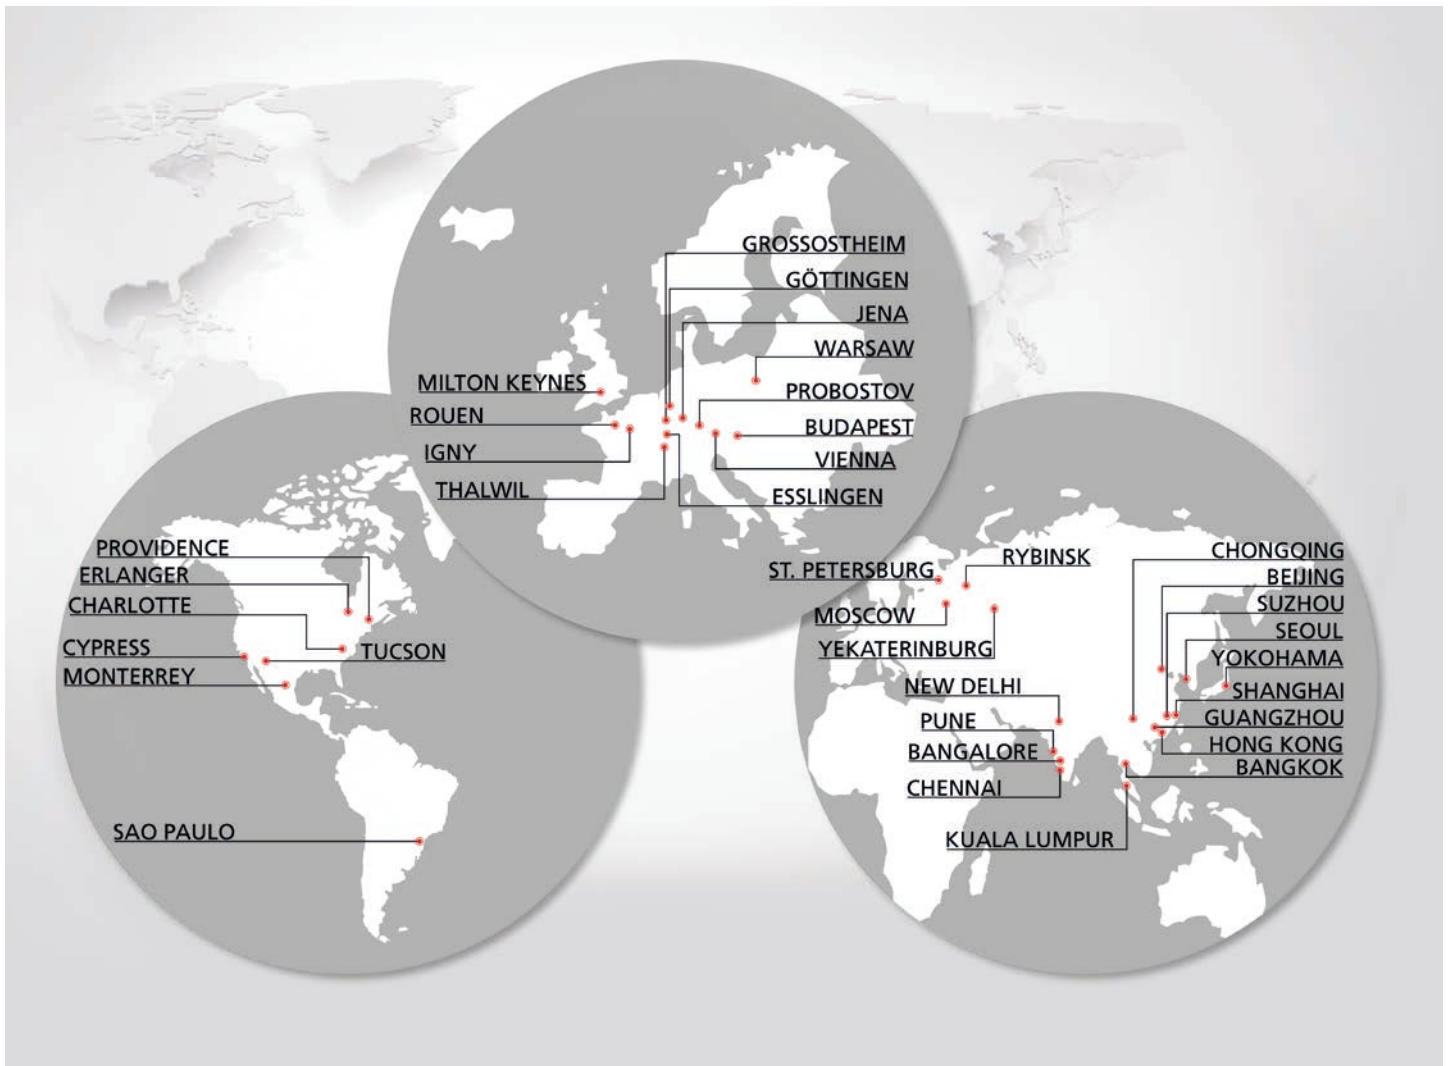 GROSSOSTHEIM
GÖTTINGEN
JENA
WARSAW
MILTON KEYNES
PROBOSTOV
ROUEN
BUDAPEST
IGNY
VIENNA
THALWIL
ESSLINGEN
PROVIDENCE
ERLANGER
CHARLOTTE
CYPRESS
TUCSON
MONTERREY
SAO PAULO
ST. PETERSBURG
RYBINSK
MOSCOW
YEKATERINBURG
NEW DELHI
PUNE
BANGALORE
CHENNAI
KUALA LUMPUR
CHONGQING
BEIJING
SUZHOU
SEOUL
YOKOHAMA
SHANGHAI
GUANGZHOU
HONG KONG
BANGKOK